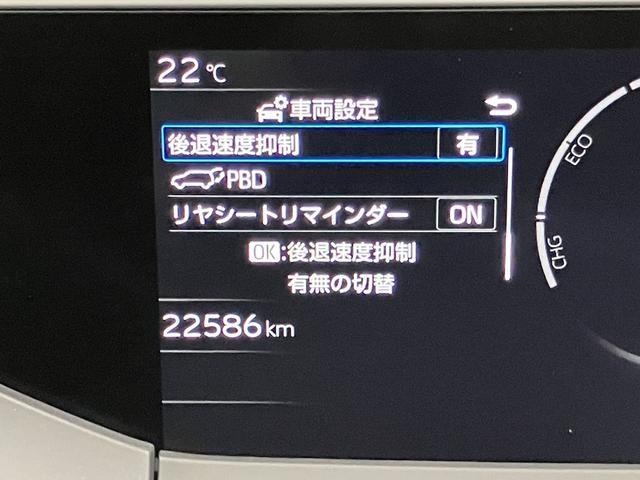 22℃
車両設定
後退速度抑制 有
PBD
リヤシートリマインダー ON
OK:後退速度抑制
有無の切替
22586km
ECO
CHG